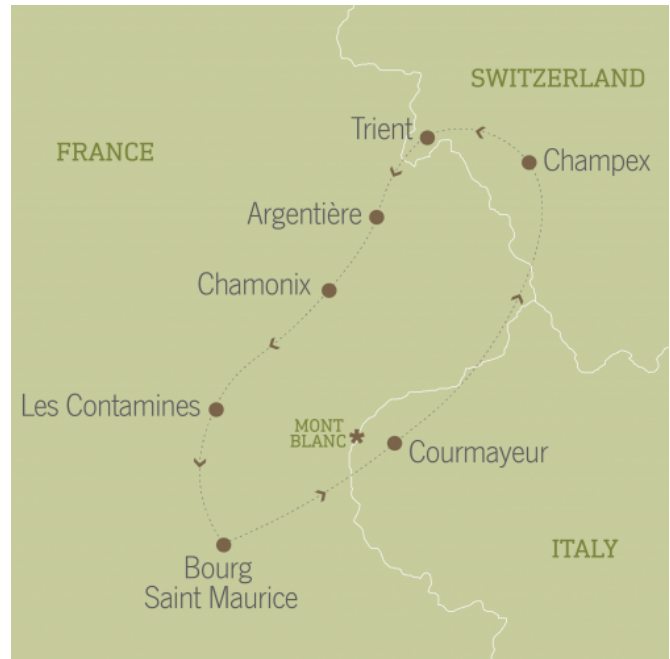 SWITZERLAND
FRANCE
Trient
Champex
Argentière
Chamonix
Les Contamines
MONT
BLANC
Courmayeur
ITALY
Bourg
Saint Maurice